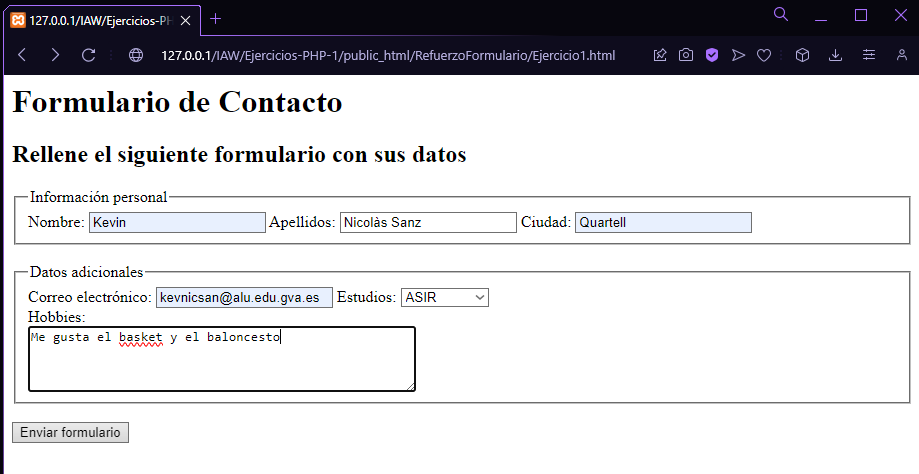 127.0.0.1/IAW/Ejercicios-PH
127.0.0.1/IAW/Ejercicios-PHP-1/public_html/RefuerzoFormulario/Ejercicio1.html
Formulario de Contacto
Rellene el siguiente formulario con sus datos
Información personal
Nombre: Kevin Apellidos: Nicolàs Sanz Ciudad: Quartell
Datos adicionales
Correo electrónico: kevnicsan@alu.edu.gva.es Estudios: ASIR
Hobbies:
Me gusta el basket y el baloncesto
Enviar formulario